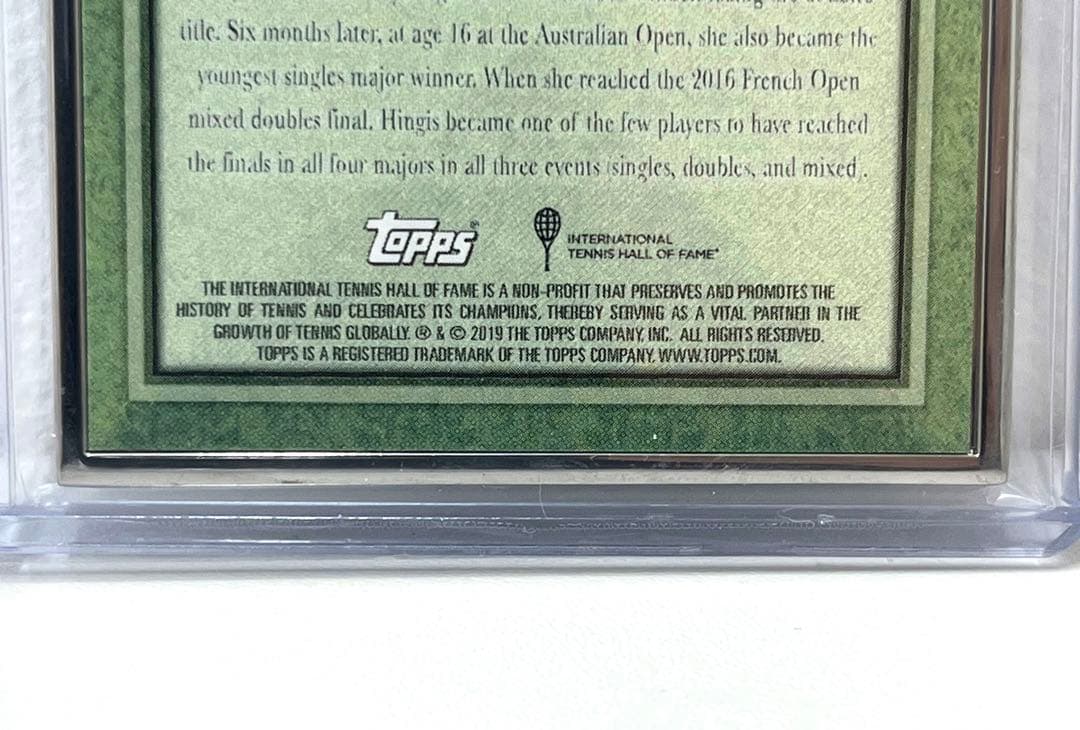 title. Six months later, at age 16 at the Australian Open, she also became the
youngest singles major winner. When she reached the 2016 French Open
mixed doubles final, Hingis became one of the few players to have reached
the finals in all four majors in all three events (singles, doubles, and mixed).
Topps®
INTERNATIONAL
TENNIS HALL OF FAME®
THE INTERNATIONAL TENNIS HALL OF FAME IS A NON-PROFIT THAT PRESERVES AND PROMOTES THE
HISTORY OF TENNIS AND CELEBRATES ITS CHAMPIONS, THEREBY SERVING AS A VITAL PARTNER IN THE
GROWTH OF TENNIS GLOBALLY. ® & © 2019 THE TOPPS COMPANY, INC. ALL RIGHTS RESERVED.
TOPPS IS A REGISTERED TRADEMARK OF THE TOPPS COMPANY. WWW.TOPPS.COM.